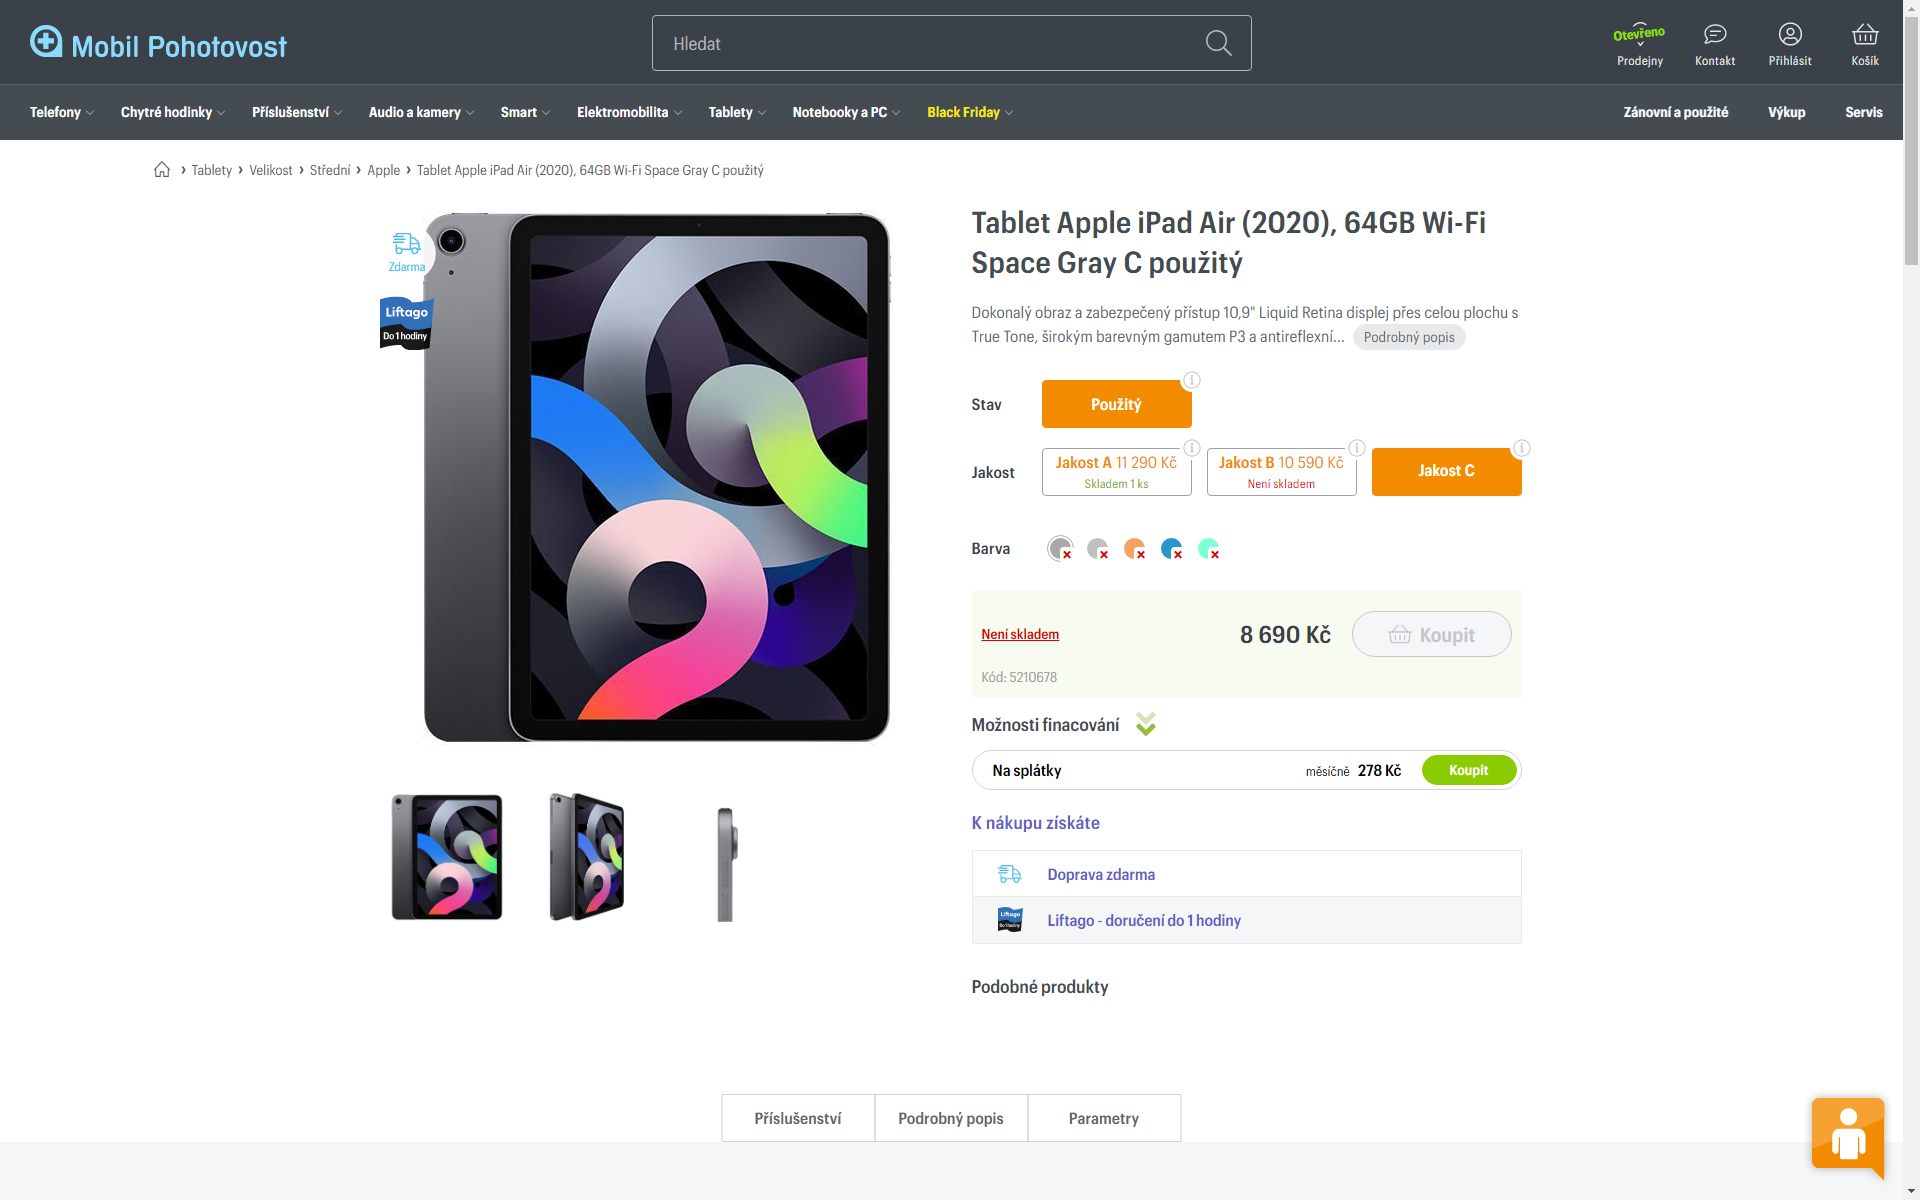 Mobil Pohotovost
Hledat
Otevřeno
Prodejny
Kontakt
Přihlásit
Košík
Telefony
Chytré hodinky
Příslušenství
Audio a kamery
Smart
Elektromobilita
Tablety
Notebooky a PC
Black Friday
Zánovní a použité
Výkup
Servis
› Tablety › Velikost › Střední › Apple › Tablet Apple iPad Air (2020), 64GB Wi-Fi Space Gray C použitý
Zdarma
Liftago
Do 1 hodiny
Tablet Apple iPad Air (2020), 64GB Wi-Fi
Space Gray C použitý
Dokonalý obraz a zabezpečený přístup 10,9" Liquid Retina displej přes celou plochu s
True Tone, širokým barevným gamutem P3 a antireflexní... Podrobný popis
Stav
Použitý
Jakost
Jakost A 11 290 Kč
Skladem 1 ks
Jakost B 10 590 Kč
Není skladem
Jakost C
Barva
Není skladem
8 690 Kč
Koupit
Kód: 5210678
Možnosti finacování
Na splátky
měsíčně 278 Kč
Koupit
K nákupu získáte
Doprava zdarma
Liftago
Do 1 hodiny
Liftago - doručení do 1 hodiny
Podobné produkty
Příslušenství
Podrobný popis
Parametry